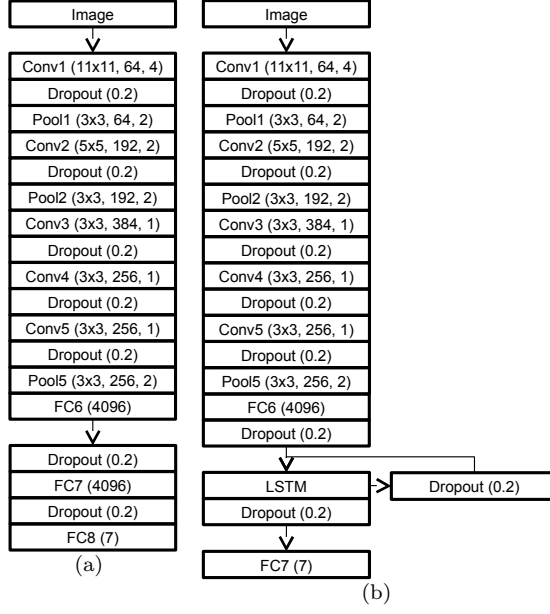 Image
Conv1 (11x11, 64, 4)
Dropout (0.2)
Pool1 (3x3, 64, 2)
Conv2 (5x5, 192, 2)
Dropout (0.2)
Pool2 (3x3, 192, 2)
Conv3 (3x3, 384, 1)
Dropout (0.2)
Conv4 (3x3, 256, 1)
Dropout (0.2)
Conv5 (3x3, 256, 1)
Dropout (0.2)
Pool5 (3x3, 256, 2)
FC6 (4096)
Dropout (0.2)
FC7 (4096)
Dropout (0.2)
FC8 (7)
(a)
Image
Conv1 (11x11, 64, 4)
Dropout (0.2)
Pool1 (3x3, 64, 2)
Conv2 (5x5, 192, 2)
Dropout (0.2)
Pool2 (3x3, 192, 2)
Conv3 (3x3, 384, 1)
Dropout (0.2)
Conv4 (3x3, 256, 1)
Dropout (0.2)
Conv5 (3x3, 256, 1)
Dropout (0.2)
Pool5 (3x3, 256, 2)
FC6 (4096)
Dropout (0.2)
LSTM
Dropout (0.2)
Dropout (0.2)
FC7 (7)
(b)